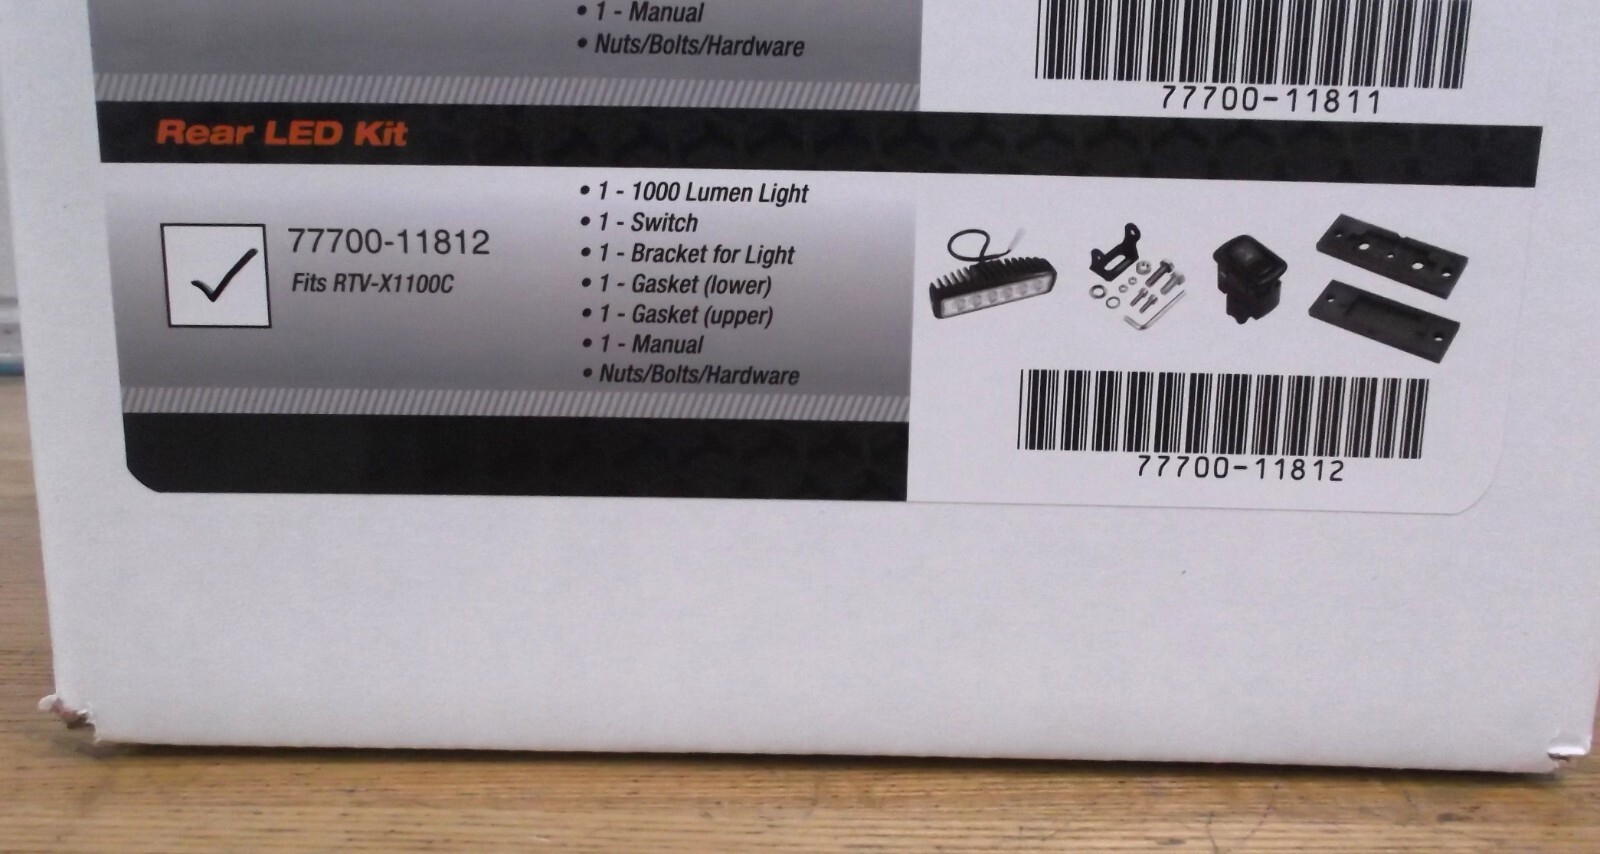 • 1 - Manual
• Nuts/Bolts/Hardware
77700-11811
Rear LED Kit
77700-11812
Fits RTV-X1100C
• 1 - 1000 Lumen Light
• 1 - Switch
• 1 - Bracket for Light
• 1 - Gasket (lower)
• 1 - Gasket (upper)
• 1 - Manual
• Nuts/Bolts/Hardware
77700-11812